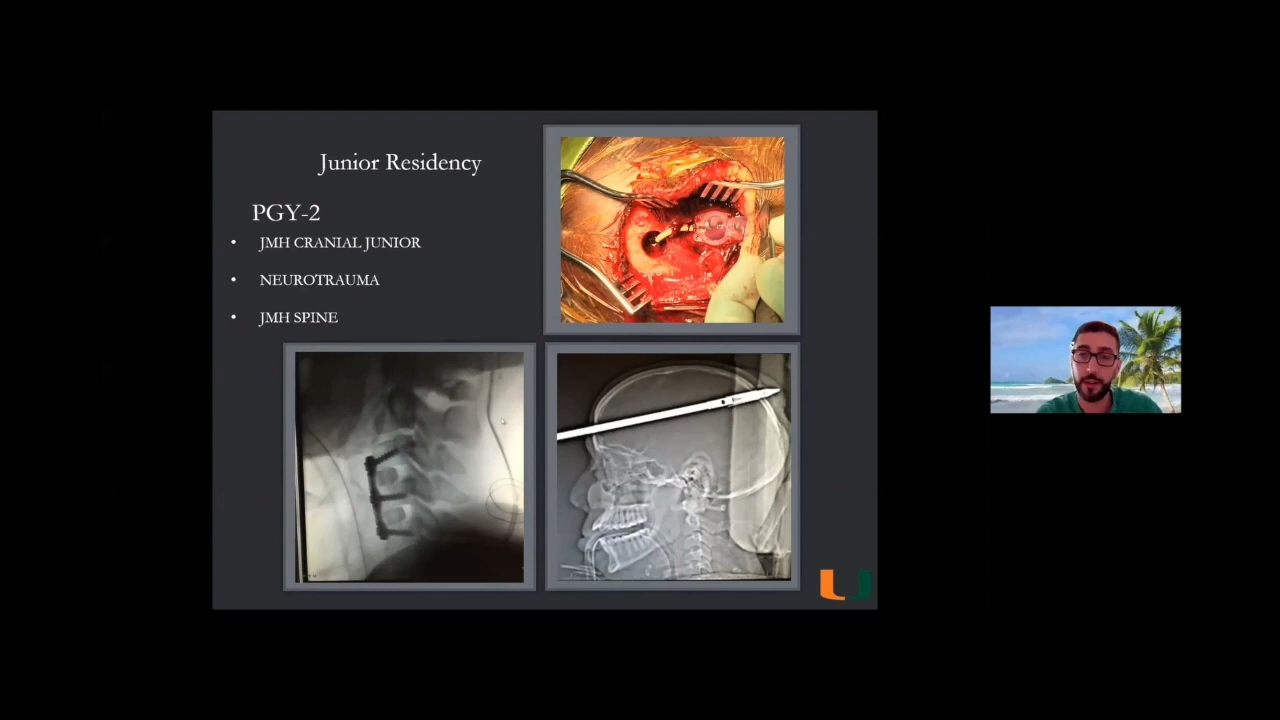 Junior Residency
PGY-2
• JMH CRANIAL JUNIOR
• NEUROTRAUMA
• JMH SPINE